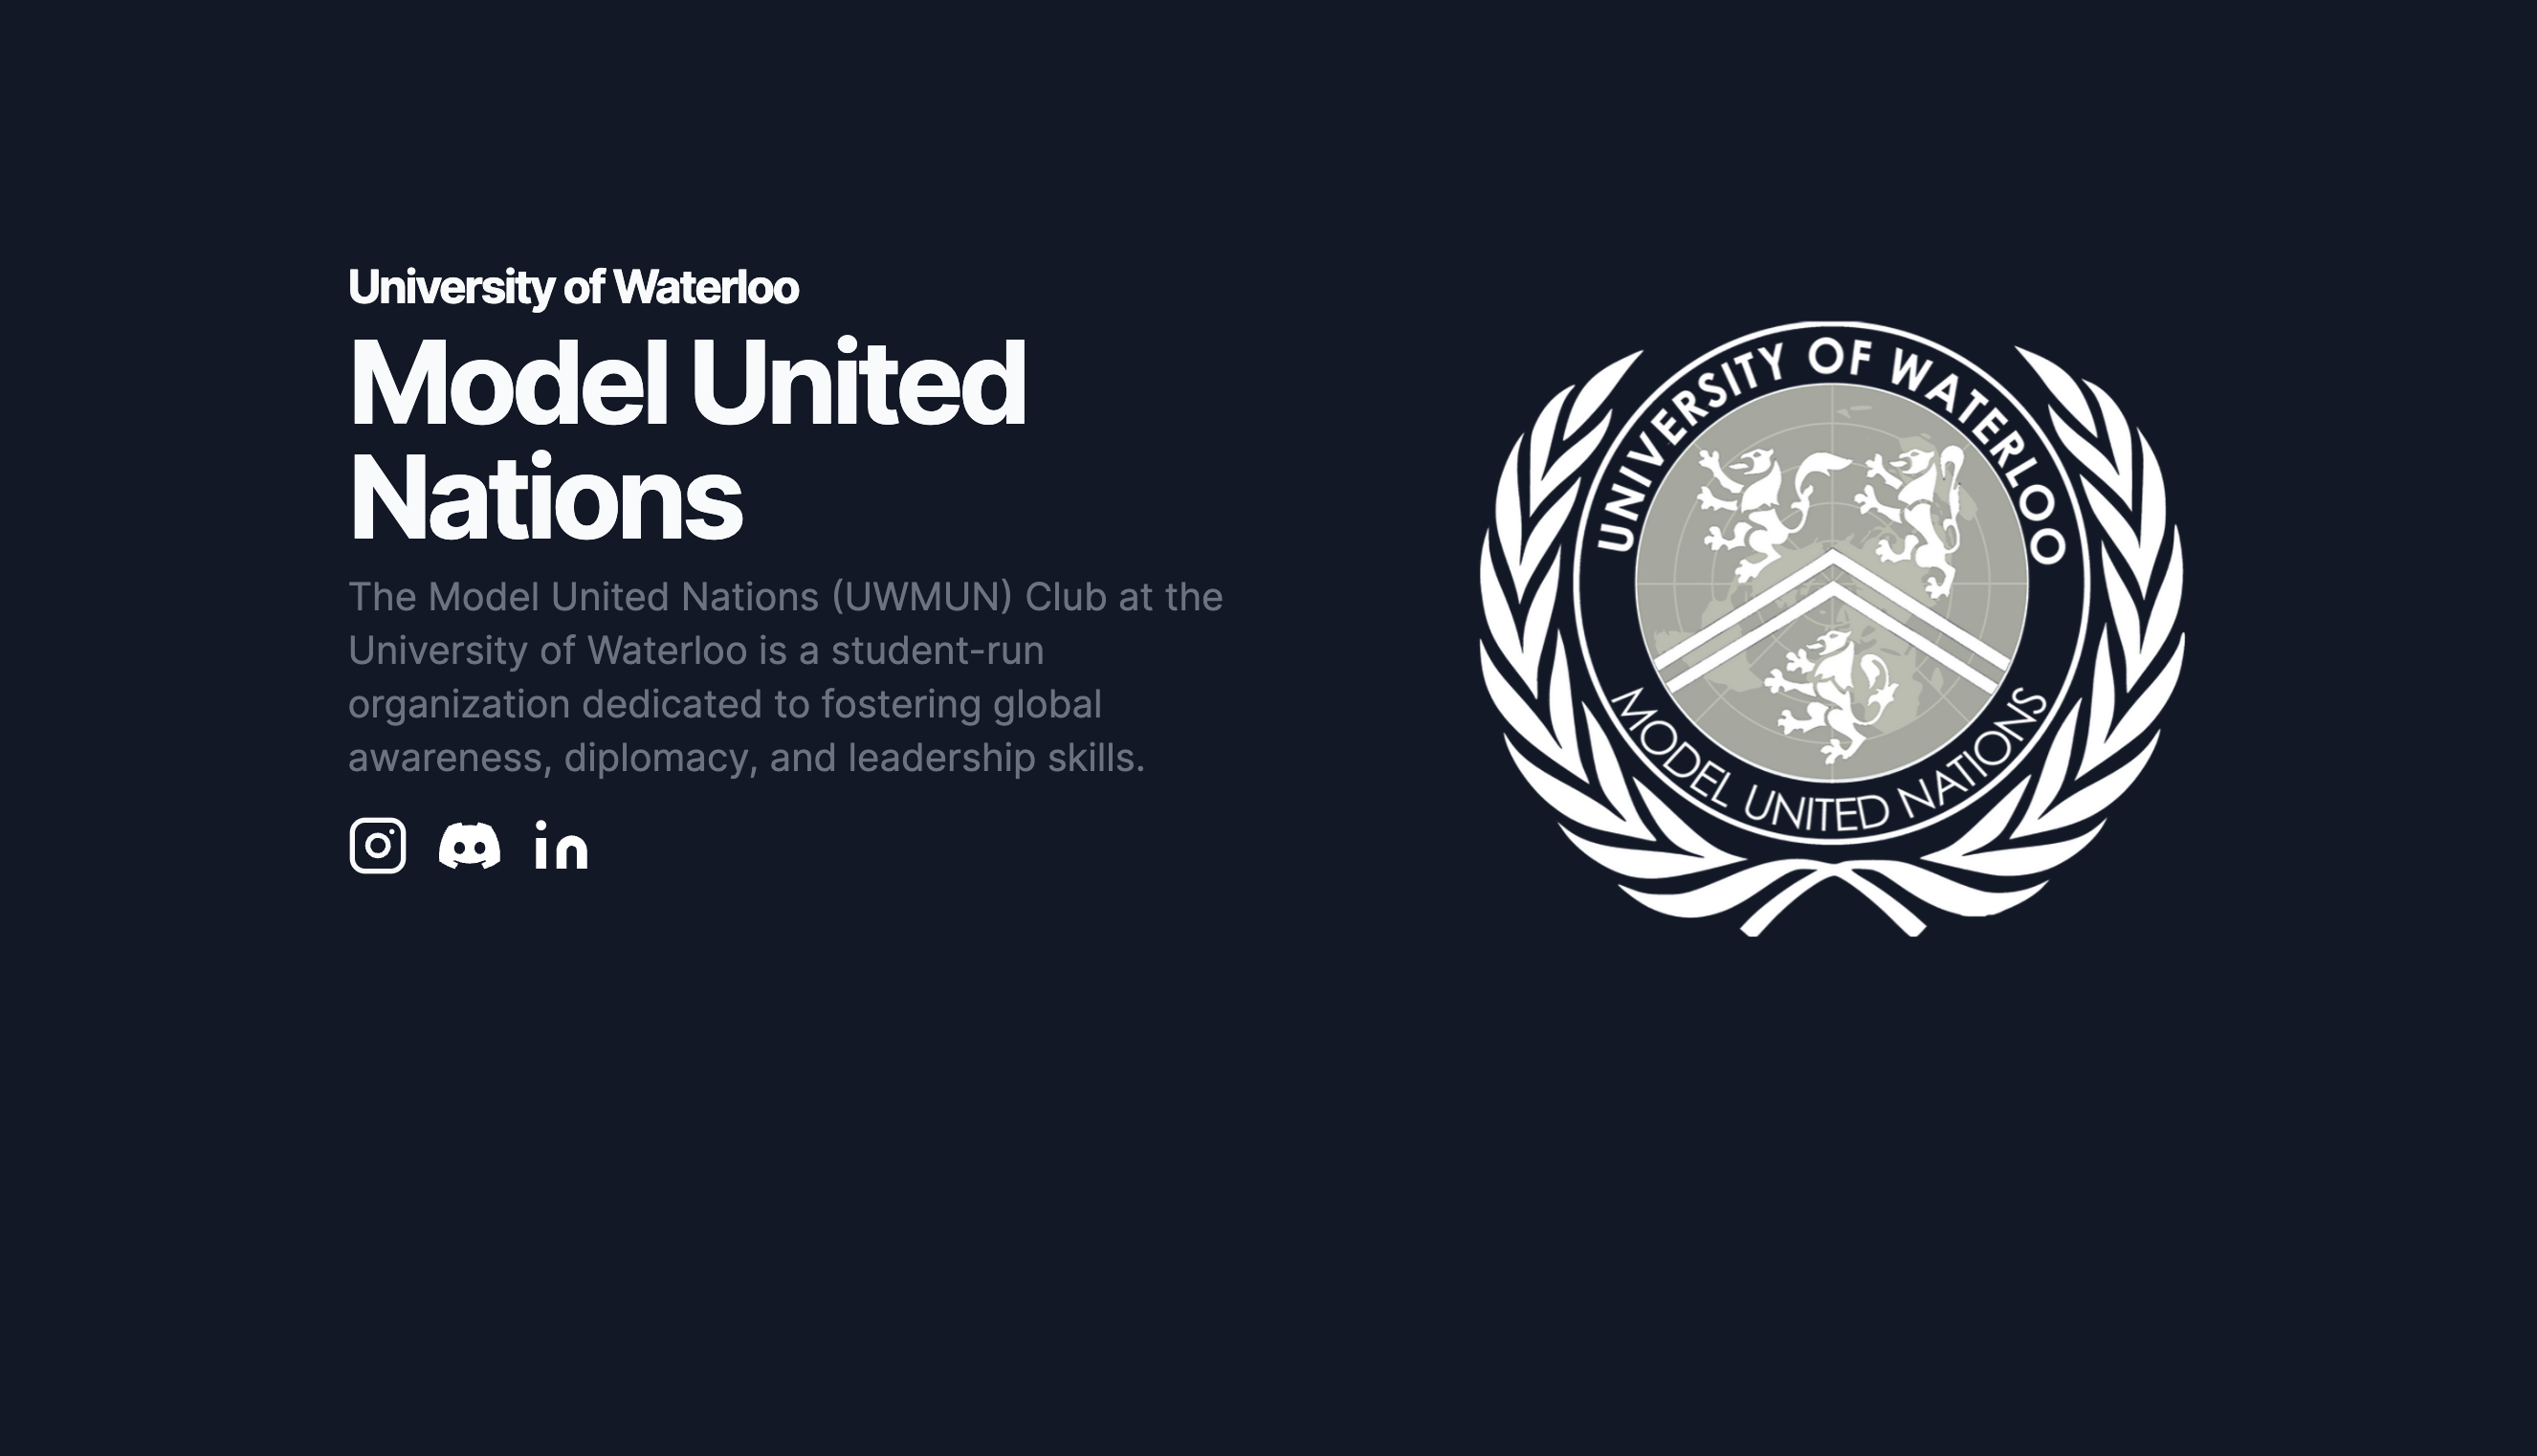 University of Waterloo
Model United
Nations
The Model United Nations (UWMUN) Club at the
University of Waterloo is a student-run
organization dedicated to fostering global
awareness, diplomacy, and leadership skills.
in
UNIVERSITY OF WATERLOO
MODEL UNITED NATIONS